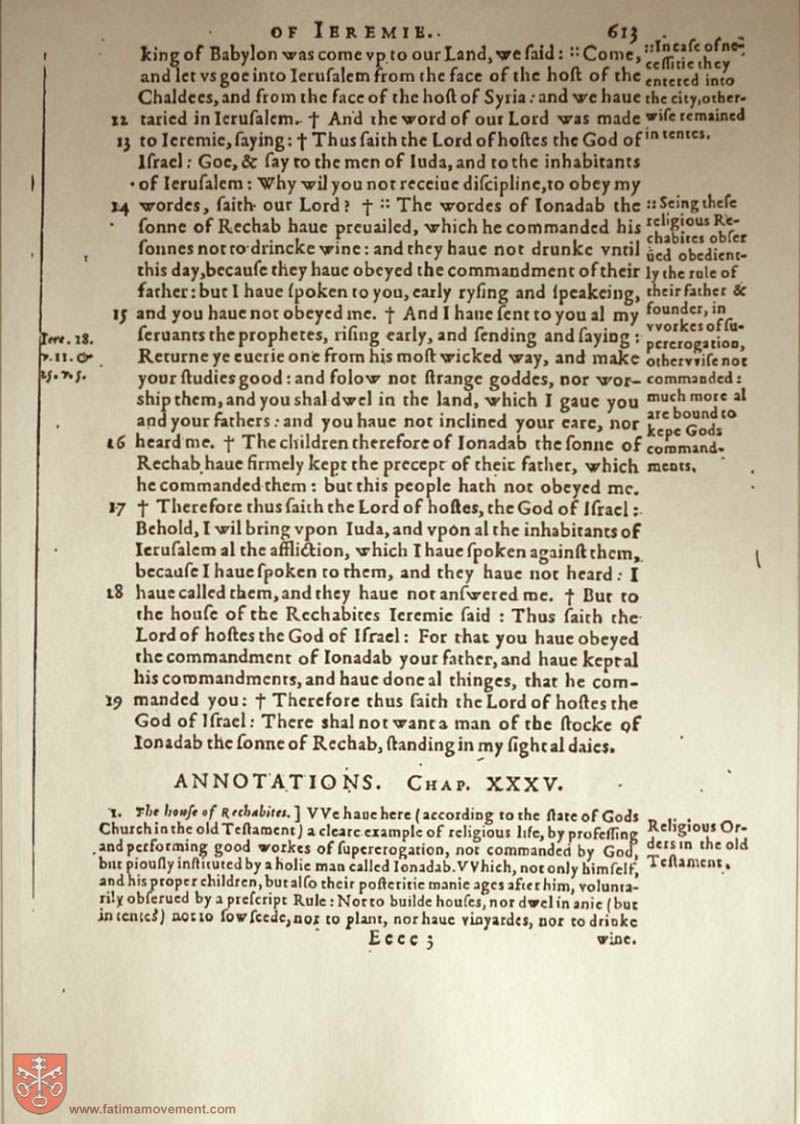 OF IEREMIE.
613
king of Babylon was come vp to our Land, we ſaid: :: Come,
and let vs goe into Ieruſalem from the face of the hoſt of the
Chaldees, and from the face of the hoſt of Syria: and we haue
12 taried in Ieruſalem. † And the word of our Lord was made
13 to Ieremie, ſaying: † Thus ſaith the Lord of hoſtes the God of
Iſrael: Goe, & ſay to the men of Iuda, and to the inhabitants
of Ieruſalem: Why wil you not receiue diſcipline, to obey my
14 wordes, ſaith our Lord? † :: The wordes of Ionadab the
ſonne of Rechab haue preuailed, which he commanded his
ſonnes not to drincke wine: and they haue not drunke vntil
this day, becauſe they haue obeyed the commandment of their
father: but I haue ſpoken to you, early ryſing and ſpeakeing,
15 and you haue not obeyed me. † And I haue ſent to you al my
ſeruants the prophetes, riſing early, and ſending and ſaying:
Returne ye euerie one from his moſt wicked way, and make
your ſtudies good: and folow not ſtrange goddes, nor wor-
ship them, and you shal dwel in the land, which I gaue you
and your fathers: and you haue not inclined your eare, nor
16 heard me. † The children therefore of Ionadab the ſonne of
Rechab haue firmely kept the precept of their father, which
he commanded them: but this people hath not obeyed me.
17 † Therefore thus ſaith the Lord of hoſtes, the God of Iſrael:
Behold, I wil bring vpon Iuda, and vpon al the inhabitants of
Ieruſalem al the affliction, which I haue ſpoken againſt them,
becauſe I haue ſpoken to them, and they haue not heard: I
18 haue called them, and they haue not anſwered me. † But to
the houſe of the Rechabites Ieremie ſaid: Thus ſaith the
Lord of hoſtes the God of Iſrael: For that you haue obeyed
the commandment of Ionadab your father, and haue kept al
his commandments, and haue done al thinges, that he com-
19 manded you: † Therefore thus ſaith the Lord of hoſtes the
God of Iſrael: There shal not want a man of the ſtocke of
Ionadab the ſonne of Rechab, ſtanding in my ſight al daies.
:: In caſe of ne-
ceſſitie they
entered into
the city, other-
wiſe remained
in tentes.
:: Seing theſe
religious Re-
chabites obſer
ued obedient-
ly the rule of
their father &
founder, in
vvorkes of ſu-
pererogation,
othervviſe not
commanded:
much more al
are bound to
kepe Gods
command-
ments.
Iere. 18.
v. 11. &
25. v. 5.
ANNOTATIONS. CHAP. XXXV.
2. The houſe of Rechabites.] VVe haue here (according to the ſtate of Gods
Church in the old Teſtament) a cleare example of religious life, by profeſſing
and performing good workes of ſupererogation, not commanded by God,
but piouſly inſtituted by a holie man called Ionadab. VVhich, not only himſelf,
and his proper children, but alſo their poſteritie manie ages after him, volunta-
rily obſerued by a preſcript Rule: Not to builde houſes, nor dwel in anie (but
in tentes) not to ſow ſeede, nor to plant, nor haue vinyardes, nor to drinke
Religious Or-
ders in the old
Teſtament.
Eeee 3
wine.
www.fatimamovement.com